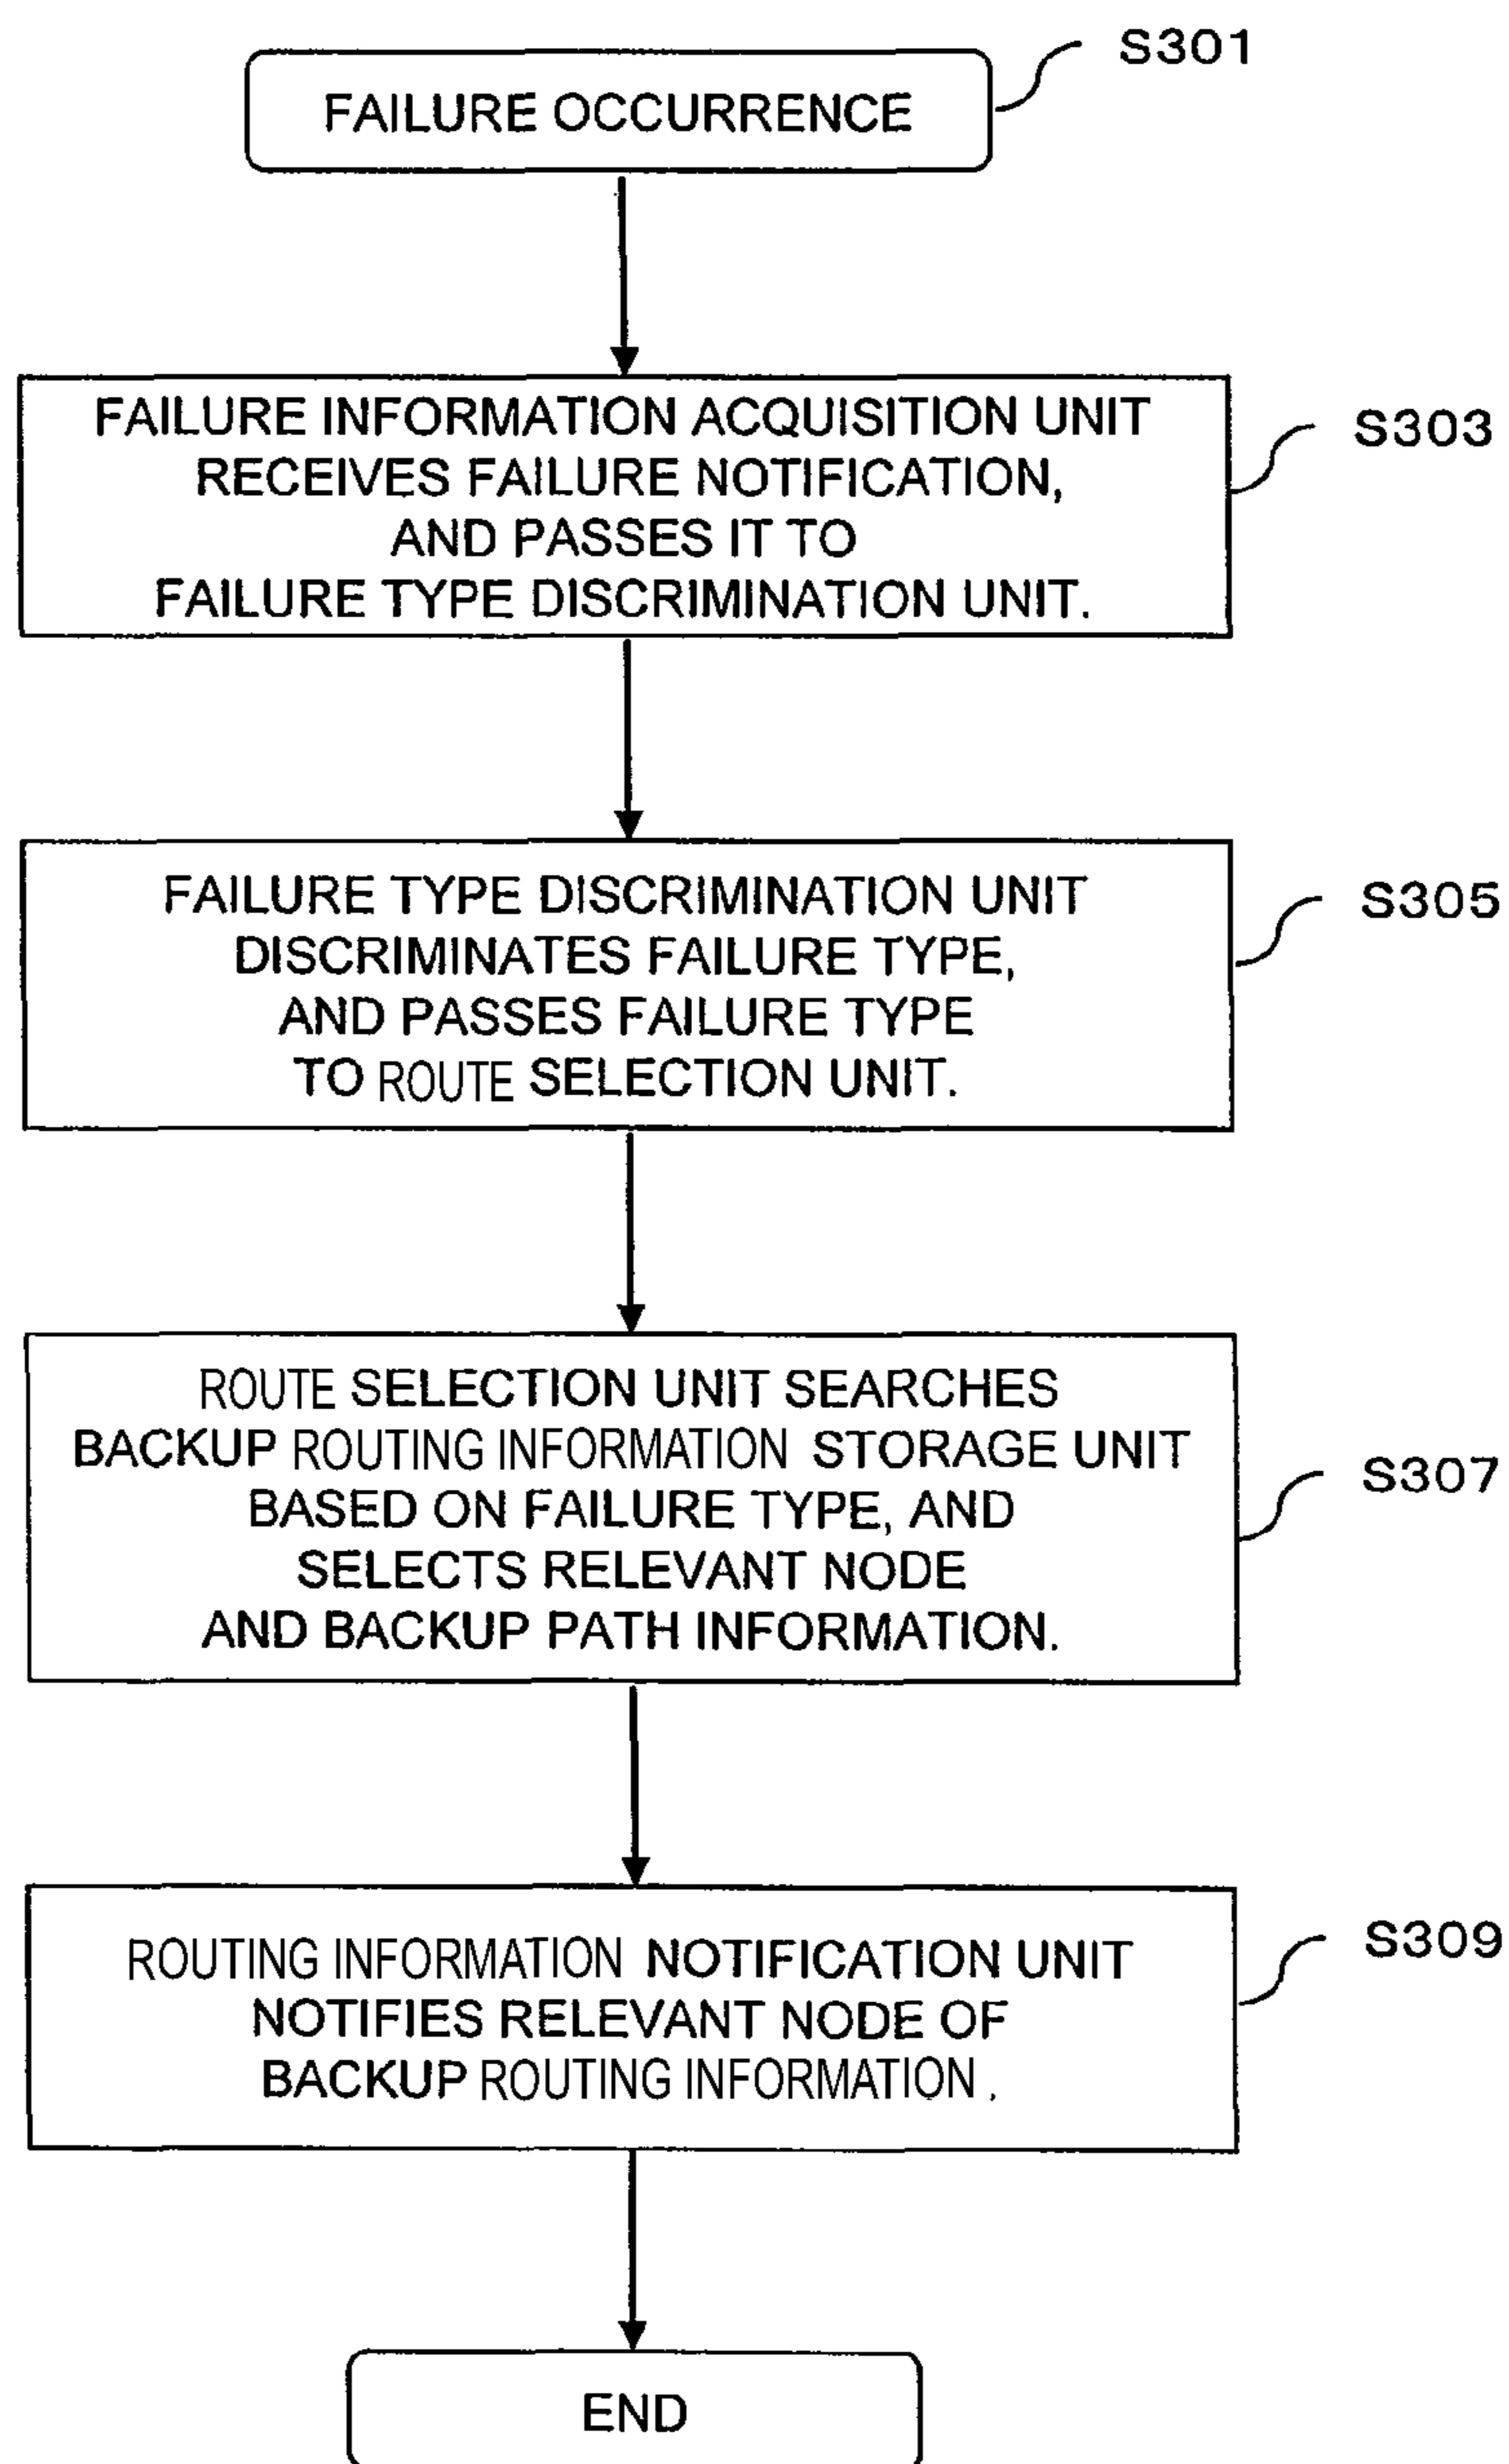 S301
FAILURE OCCURRENCE
FAILURE INFORMATION ACQUISITION UNIT
RECEIVES FAILURE NOTIFICATION,
AND PASSES IT TO
FAILURE TYPE DISCRIMINATION UNIT.
S303
FAILURE TYPE DISCRIMINATION UNIT
DISCRIMINATES FAILURE TYPE,
AND PASSES FAILURE TYPE
TO ROUTE SELECTION UNIT.
S305
ROUTE SELECTION UNIT SEARCHES
BACKUP ROUTING INFORMATION STORAGE UNIT
BASED ON FAILURE TYPE, AND
SELECTS RELEVANT NODE
AND BACKUP PATH INFORMATION.
S307
ROUTING INFORMATION NOTIFICATION UNIT
NOTIFIES RELEVANT NODE OF
BACKUP ROUTING INFORMATION .
S309
END